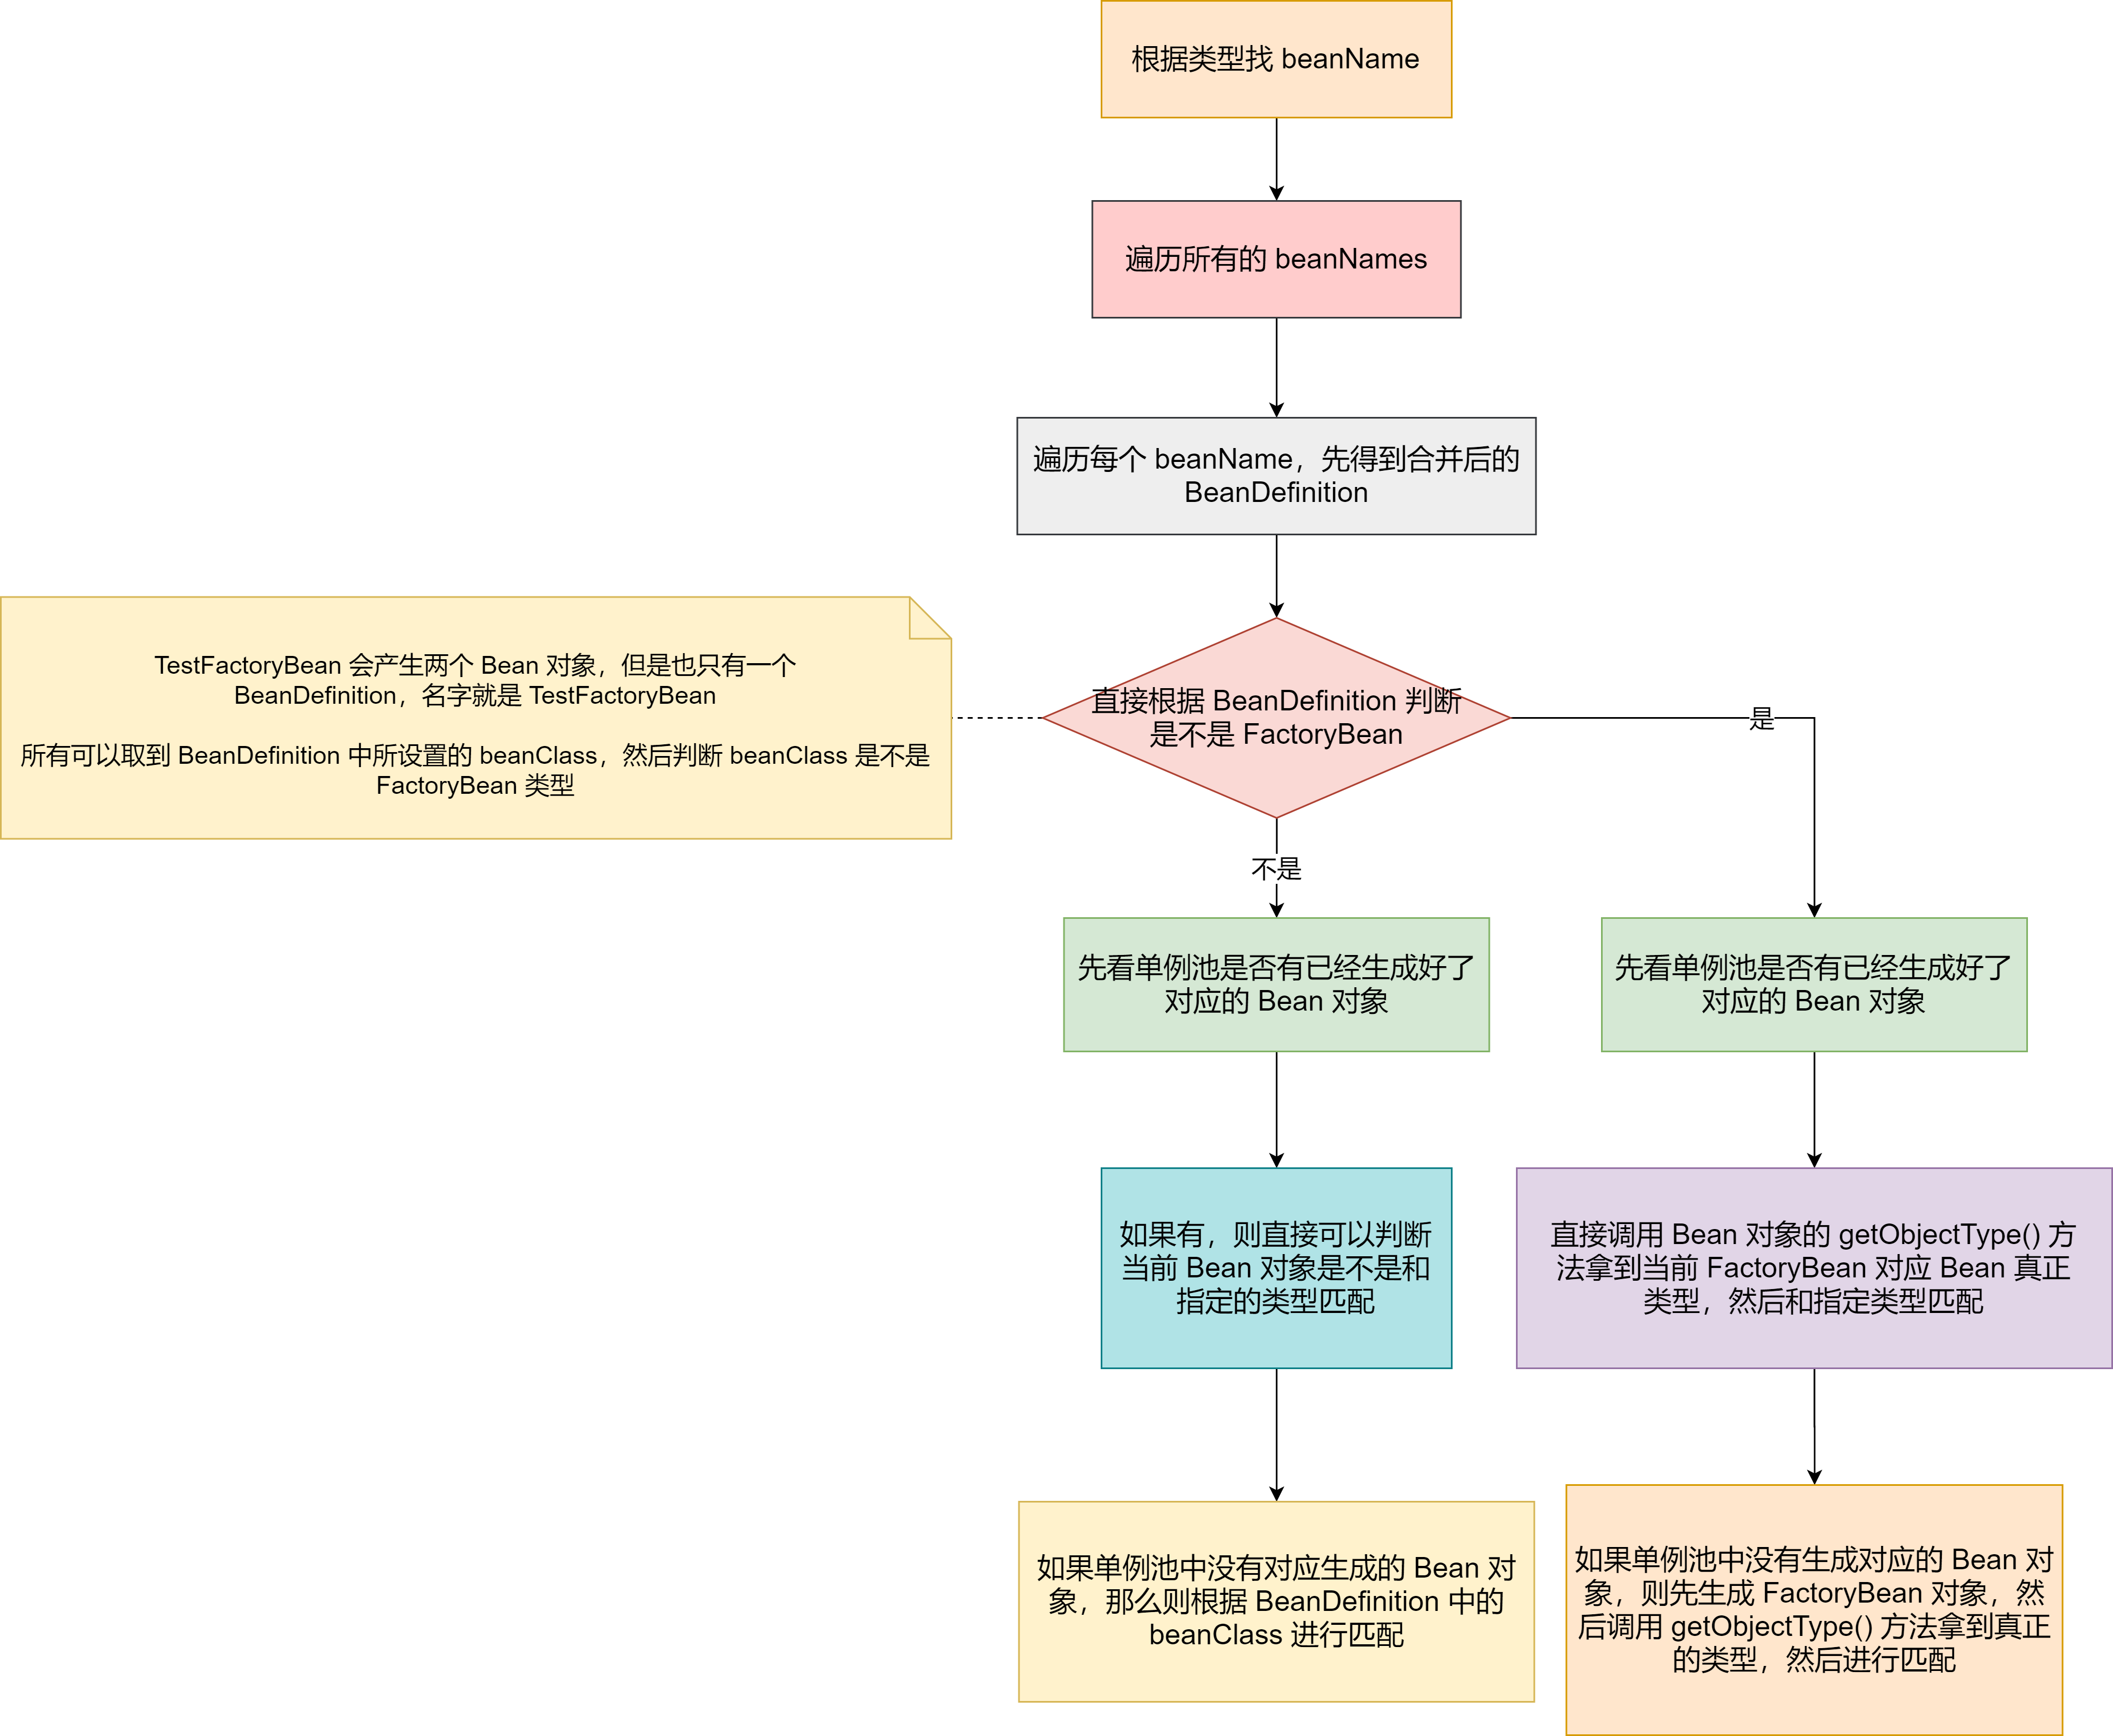 根据类型找 beanName
遍历所有的 beanNames
遍历每个 beanName，先得到合并后的
BeanDefinition
TestFactoryBean 会产生两个 Bean 对象，但是也只有一个
BeanDefinition，名字就是 TestFactoryBean
所有可以取到 BeanDefinition 中所设置的 beanClass，然后判断 beanClass 是不是
FactoryBean 类型
直接根据 BeanDefinition 判断
是不是 FactoryBean
是
不是
先看单例池是否有已经生成好了
对应的 Bean 对象
先看单例池是否有已经生成好了
对应的 Bean 对象
如果有，则直接可以判断
当前 Bean 对象是不是和
指定的类型匹配
直接调用 Bean 对象的 getObjectType() 方
法拿到当前 FactoryBean 对应 Bean 真正
类型，然后和指定类型匹配
如果单例池中没有对应生成的 Bean 对
象，那么则根据 BeanDefinition 中的
beanClass 进行匹配
如果单例池中没有生成对应的 Bean 对
象，则先生成 FactoryBean 对象，然
后调用 getObjectType() 方法拿到真正
的类型，然后进行匹配